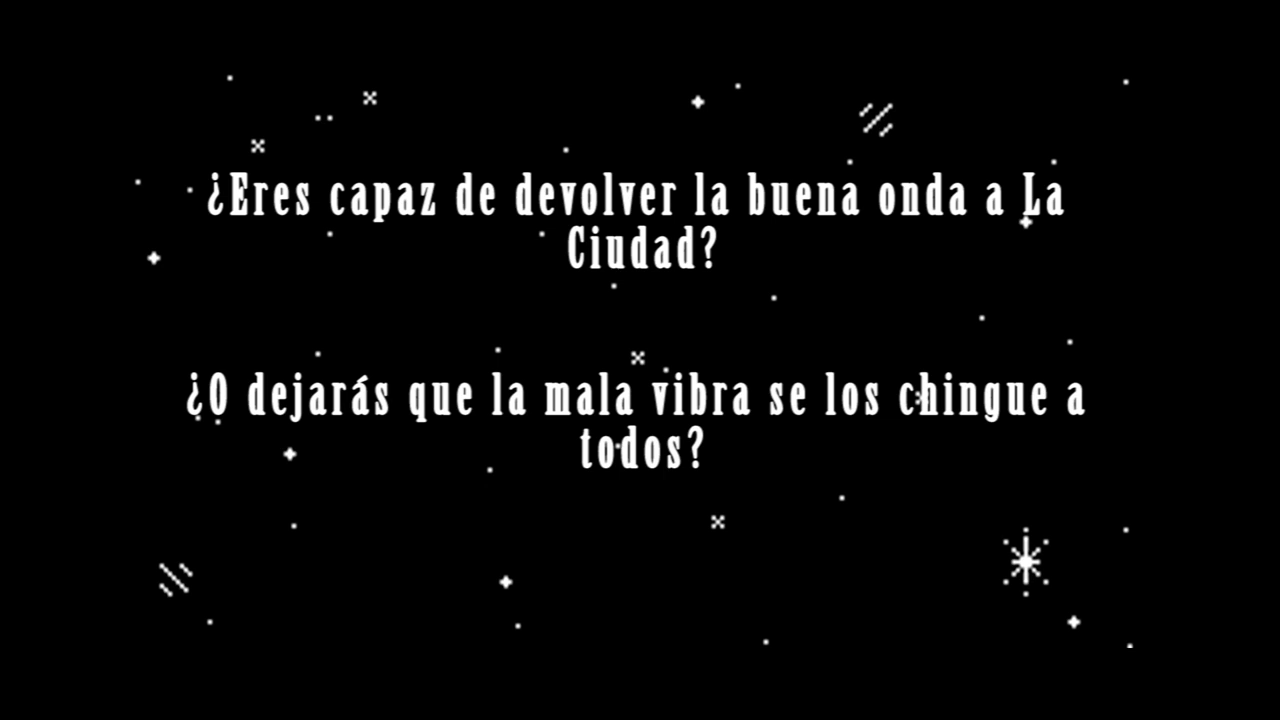 ¿Eres capaz de devolver la buena onda a La
Ciudad?
¿O dejarás que la mala vibra se los chingue a
todos?